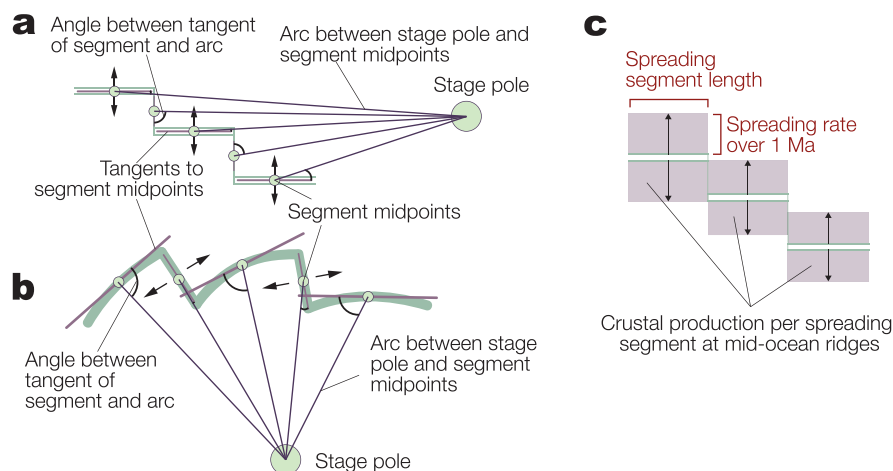 a
Angle between tangent
of segment and arc
Arc between stage pole and
segment midpoints
Stage pole
Tangents to
segment midpoints
Segment midpoints
b
Angle between
tangent of
segment and arc
Arc between stage
pole and segment
midpoints
Stage pole
c
Spreading
segment length
Spreading rate
over 1 Ma
Crustal production per spreading
segment at mid-ocean ridges